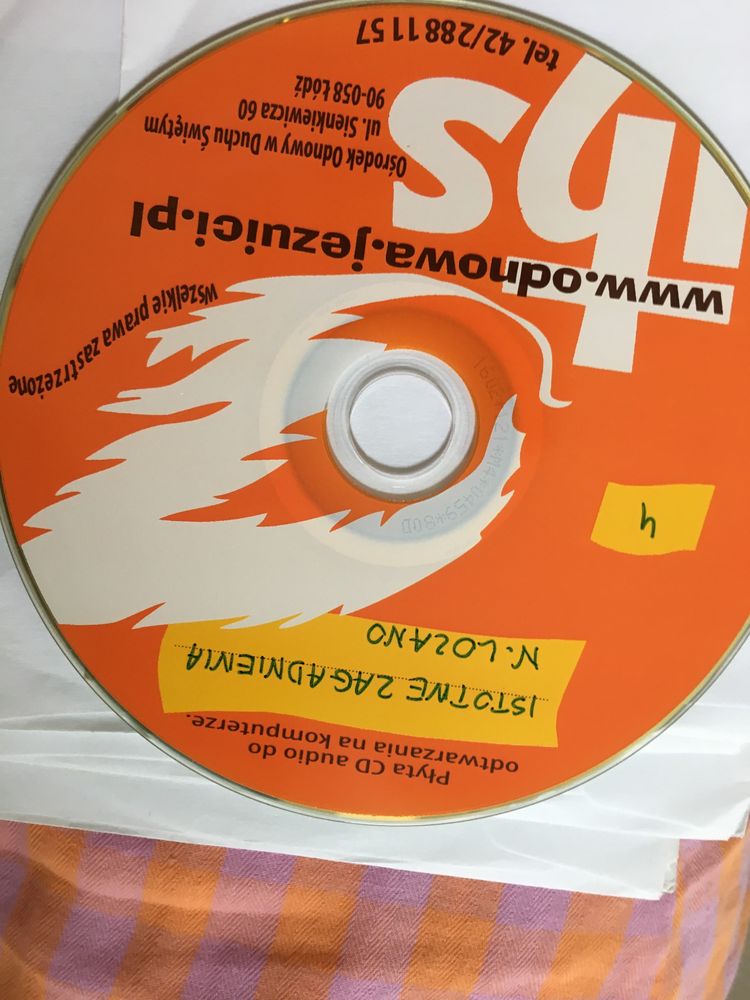 Płyta CD audio do
odtwarzania na komputerze.
ISTOTNE ZAGADNIENIA
N. LOZANO
4
wszelkie prawa zastrzeżone
www.odnowa.jezuici.pl
ihs
Ośrodek Odnowy w Duchu Świętym
ul. Sienkiewicza 60
90-058 Łódź
tel. 42/288 11 57